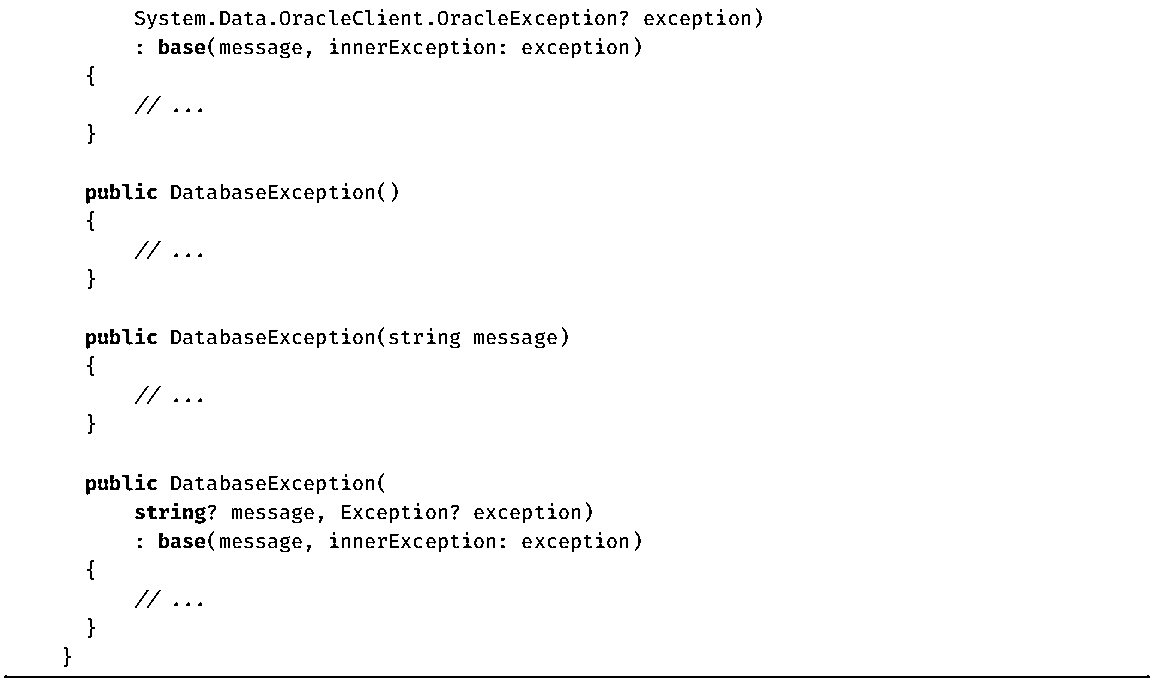 System.Data.OracleClient.OracleException? exception)
: base(message, innerException: exception)
{
// ...
}
public DatabaseException()
{
// ...
}
public DatabaseException(string message)
{
// ...
}
public DatabaseException(
string? message, Exception? exception)
: base(message, innerException: exception)
{
// ...
}
}